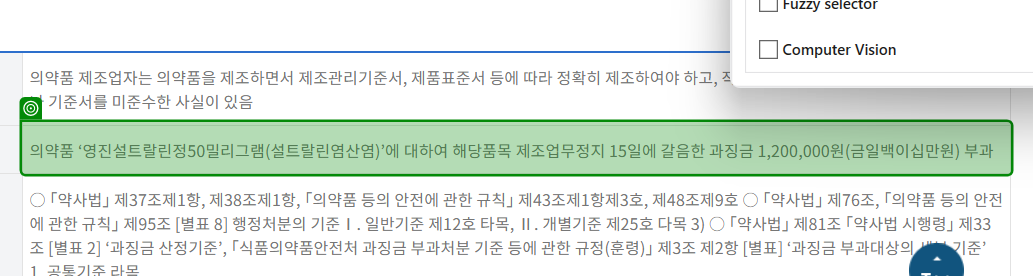 Fuzzy selector
Computer Vision
의약품 제조업자는 의약품을 제조하면서 제조관리기준서, 제품표준서 등에 따라 정확히 제조하여야 하고,
기준서를 미준수한 사실이 있음
의약품 ‘영진설트랄린정50밀리그램(설트랄린염산염)’에 대하여 해당품목 제조업무정지 15일에 갈음한 과징금 1,200,000원(금일백이십만원) 부과
○ ｢약사법｣ 제37조제1항, 제38조제1항, ｢의약품 등의 안전에 관한 규칙｣ 제43조제1항제3호, 제48조제9호 ○ ｢약사법｣ 제76조, ｢의약품 등의 안전
에 관한 규칙｣ 제95조 [별표 8] 행정처분의 기준Ⅰ. 일반기준 제12호 타목, Ⅱ. 개별기준 제25호 다목 3) ○ ｢약사법｣ 제81조 ｢약사법 시행령｣ 제33
조 [별표 2] ‘과징금 산정기준’, ｢식품의약품안전처 과징금 부과처분 기준 등에 관한 규정(훈령)｣ 제3조 제2항 [별표] ‘과징금 부과대상의 세부 기준’
1. 공통기준 라목